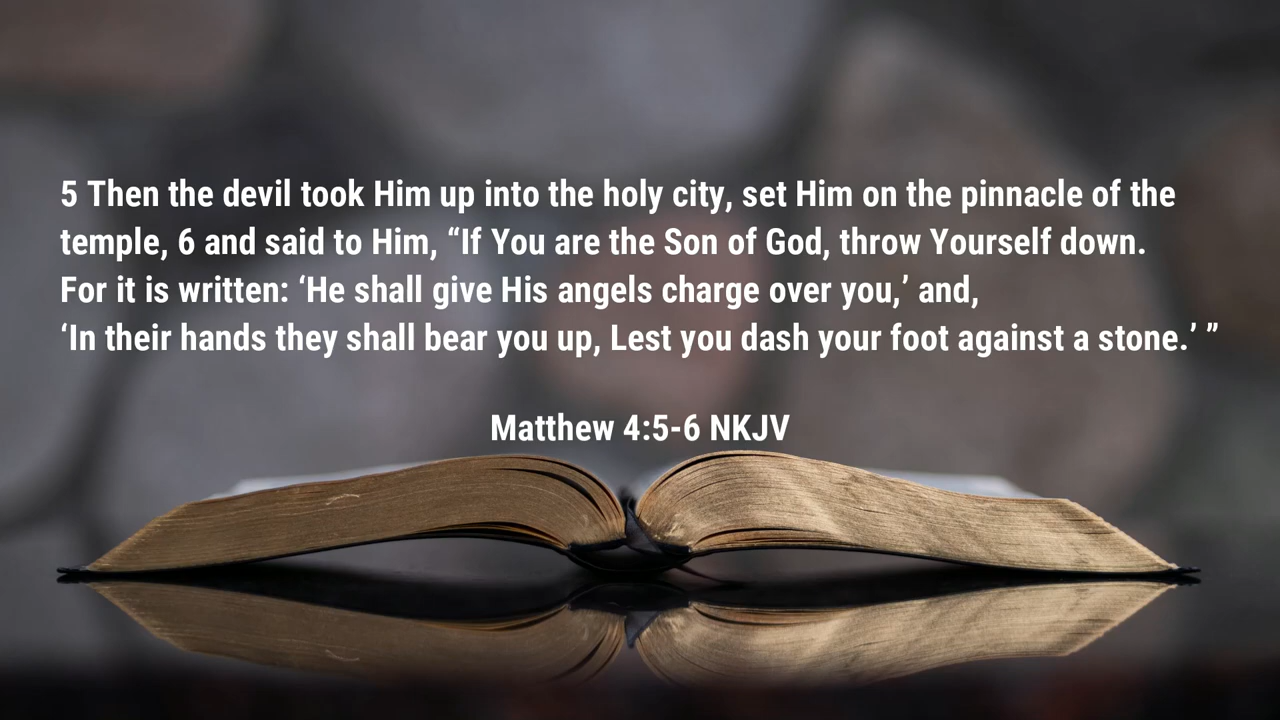 5 Then the devil took Him up into the holy city, set Him on the pinnacle of the
temple, 6 and said to Him, “If You are the Son of God, throw Yourself down.
For it is written: ‘He shall give His angels charge over you,’ and,
‘In their hands they shall bear you up, Lest you dash your foot against a stone.’ ”
Matthew 4:5-6 NKJV